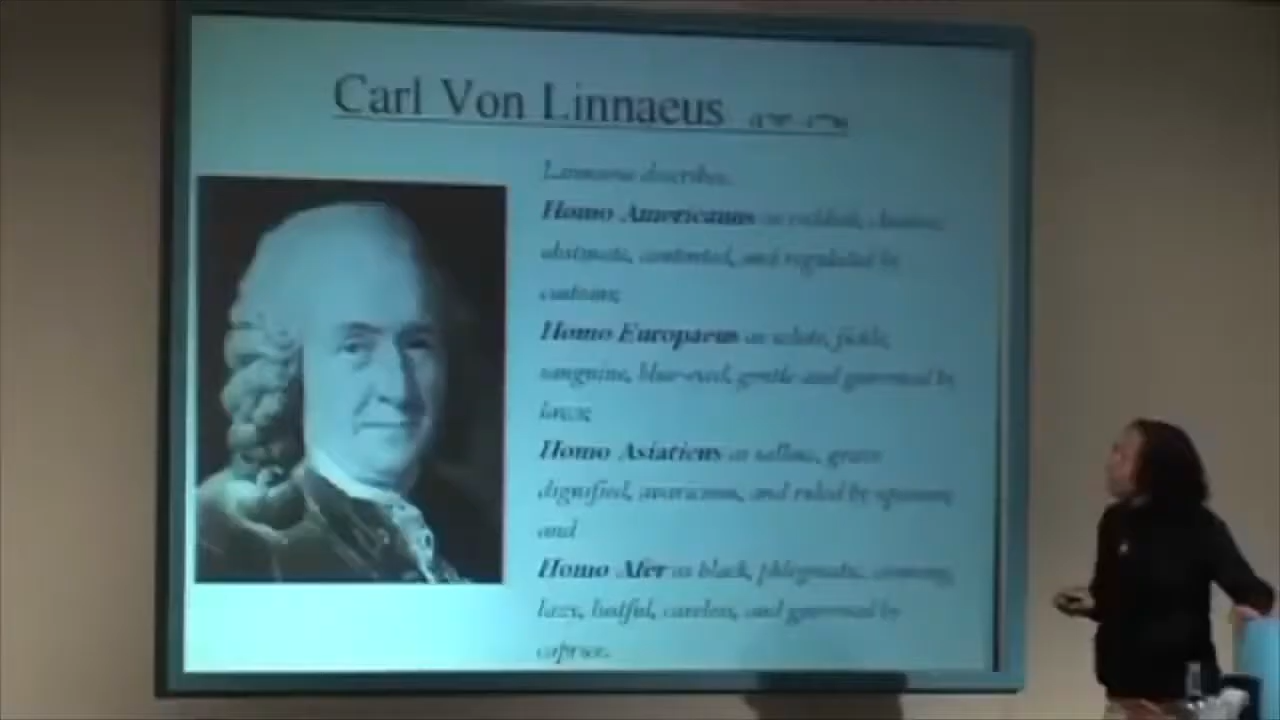 Carl Von Linnaeus
Linnaeus describes
Homo Americanus as reddish,
obstinate, contented, and regulated by
customs;
Homo Europaeus as white, fickle,
sanguine, blue-eyed, gentle and governed by
laws;
Homo Asiaticus as sallow, grave
dignified, avaricious, and ruled by opinions;
and
Homo Afer as black, phlegmatic, cunning,
lazy, lustful, careless, and governed by
caprice.